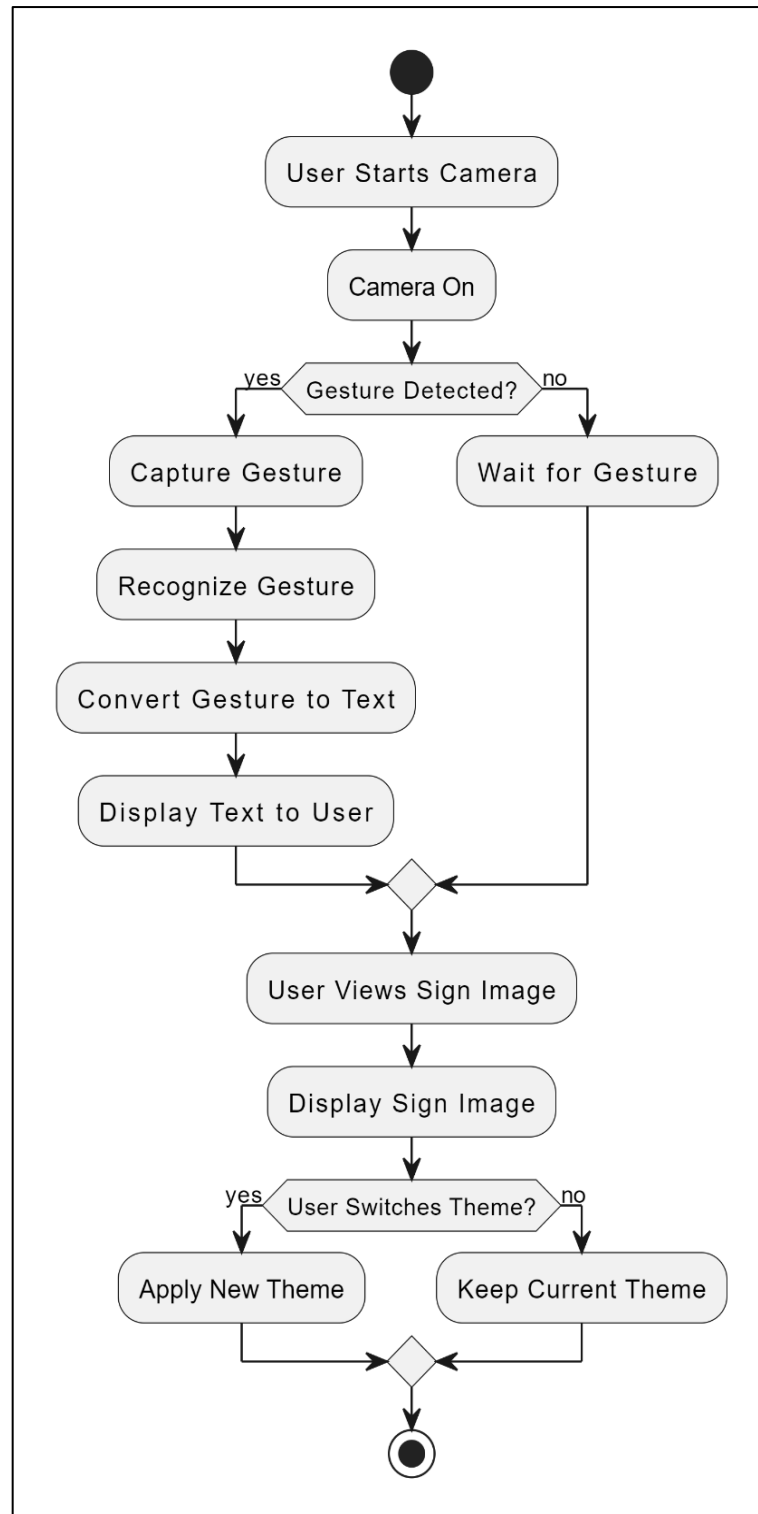 User Starts Camera
Camera On
yes
Gesture Detected?
no
Capture Gesture
Wait for Gesture
Recognize Gesture
Convert Gesture to Text
Display Text to User
User Views Sign Image
Display Sign Image
yes
User Switches Theme?
no
Apply New Theme
Keep Current Theme